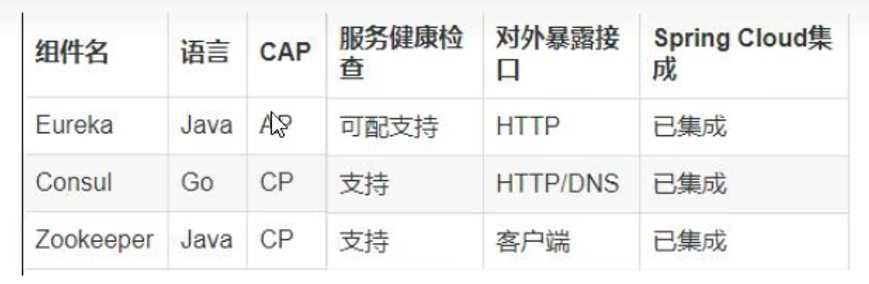 组件名 语言 CAP 服务健康检查 对外暴露接口 Spring Cloud集成
Eureka Java AP 可配支持 HTTP 已集成
Consul Go CP 支持 HTTP/DNS 已集成
Zookeeper Java CP 支持 客户端 已集成